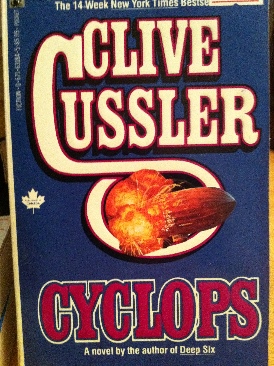 The 14-Week New York Times Bestse
CLIVE
CUSSLER
CYCLOPS
A novel by the author of Deep Six